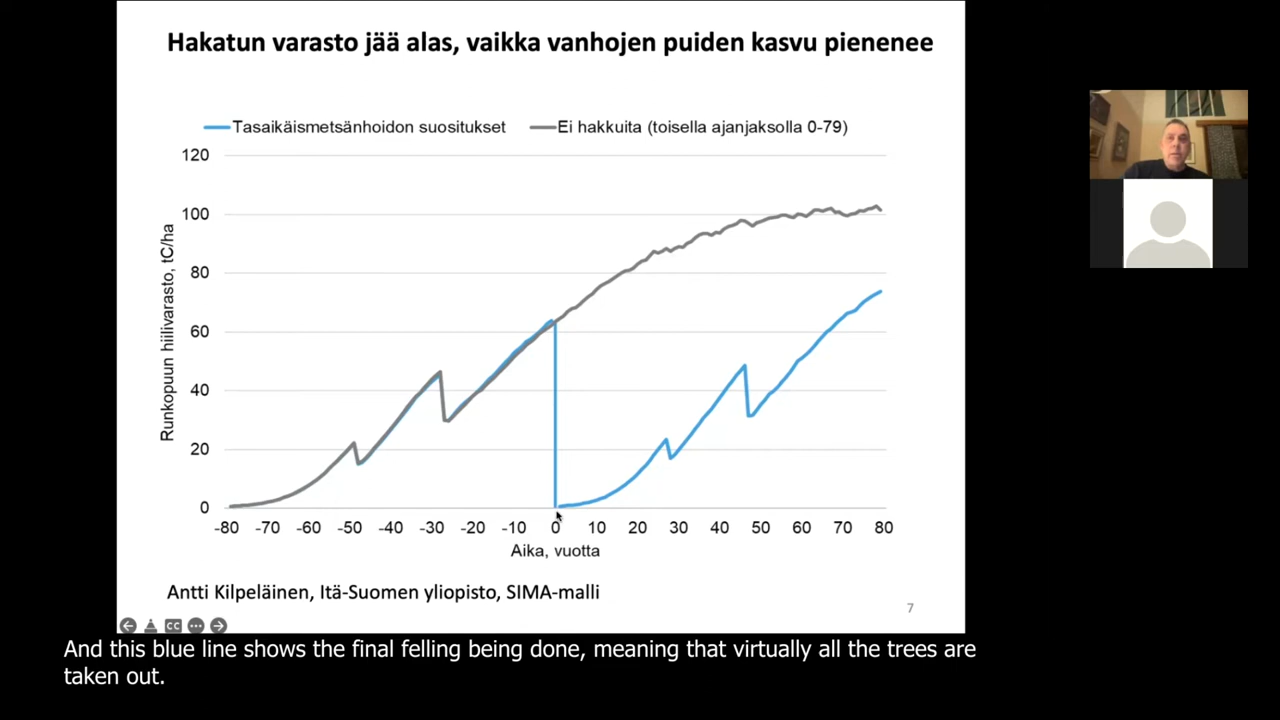 Hakatun varasto jää alas, vaikka vanhojen puiden kasvu pienenee
Tasaikäismetsänhoidon suositukset
Ei hakkuita (toisella ajanjaksolla 0-79)
120
100
80
60
40
20
0
Runkopuun hiilivarasto, tC/ha
-80 -70 -60 -50 -40 -30 -20 -10 0 10 20 30 40 50 60 70 80
Aika, vuotta
Antti Kilpeläinen, Itä-Suomen yliopisto, SIMA-malli
7
CC
And this blue line shows the final felling being done, meaning that virtually all the trees are
taken out.